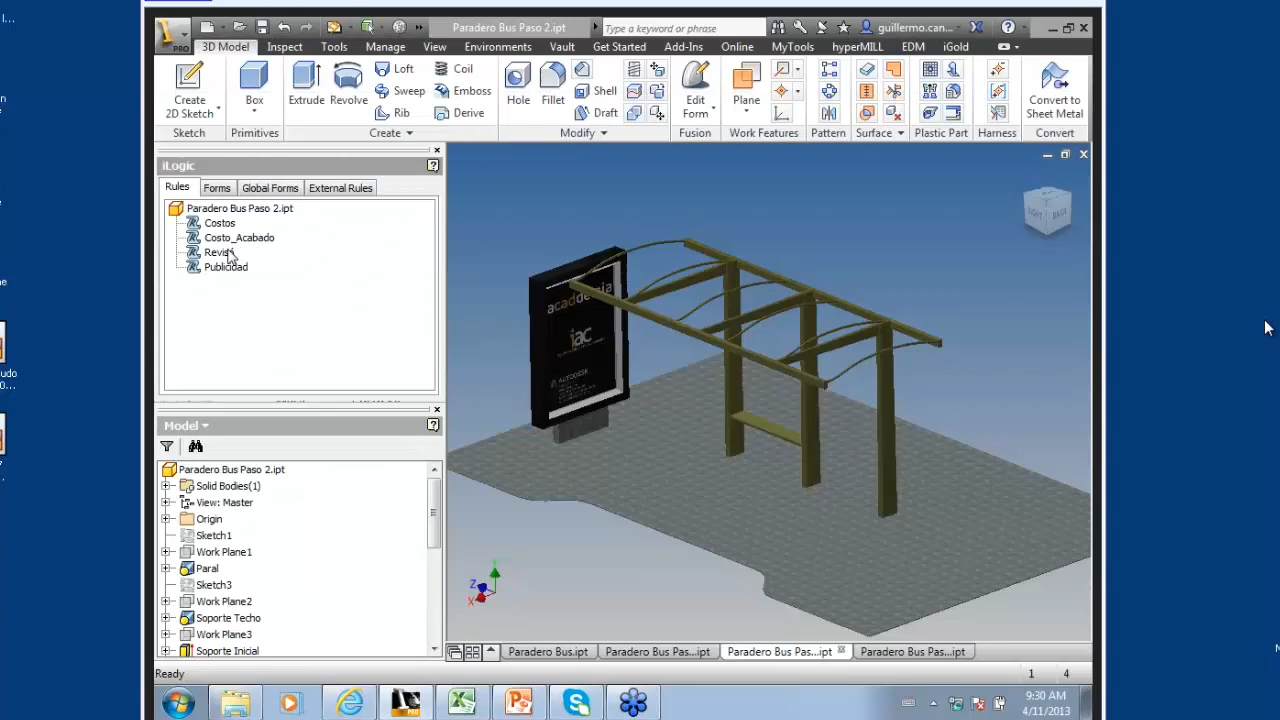 Paradero Bus Paso 2.ipt
Type a keyword or phrase
guillermo.can...
PRO
3D Model Inspect Tools Manage View Environments Vault Get Started Add-Ins Online MyTools hyperMILL EDM iGold
Create 2D Sketch
Box
Extrude Revolve
Loft Coil
Sweep Emboss
Rib Derive
Hole Fillet
Shell
Draft
Edit Form
Plane
Convert to Sheet Metal
Sketch Primitives Create Modify Fusion Work Features Pattern Surface Plastic Part Harness Convert
iLogic
Rules Forms Global Forms External Rules
Paradero Bus Paso 2.ipt
Costos
Costo_Acabado
Publicidad
RIGHT BACK
acaddemia
iac
AUTODESK
Model
Paradero Bus Paso 2.ipt
Solid Bodies(1)
View: Master
Origin
Sketch1
Work Plane1
Paral
Sketch3
Work Plane2
Soporte Techo
Work Plane3
Soporte Inicial
Z
X
Paradero Bus.ipt Paradero Bus Pas...ipt Paradero Bus Pas...ipt Paradero Bus Pas...ipt
Ready
1 4
9:30 AM
4/11/2013